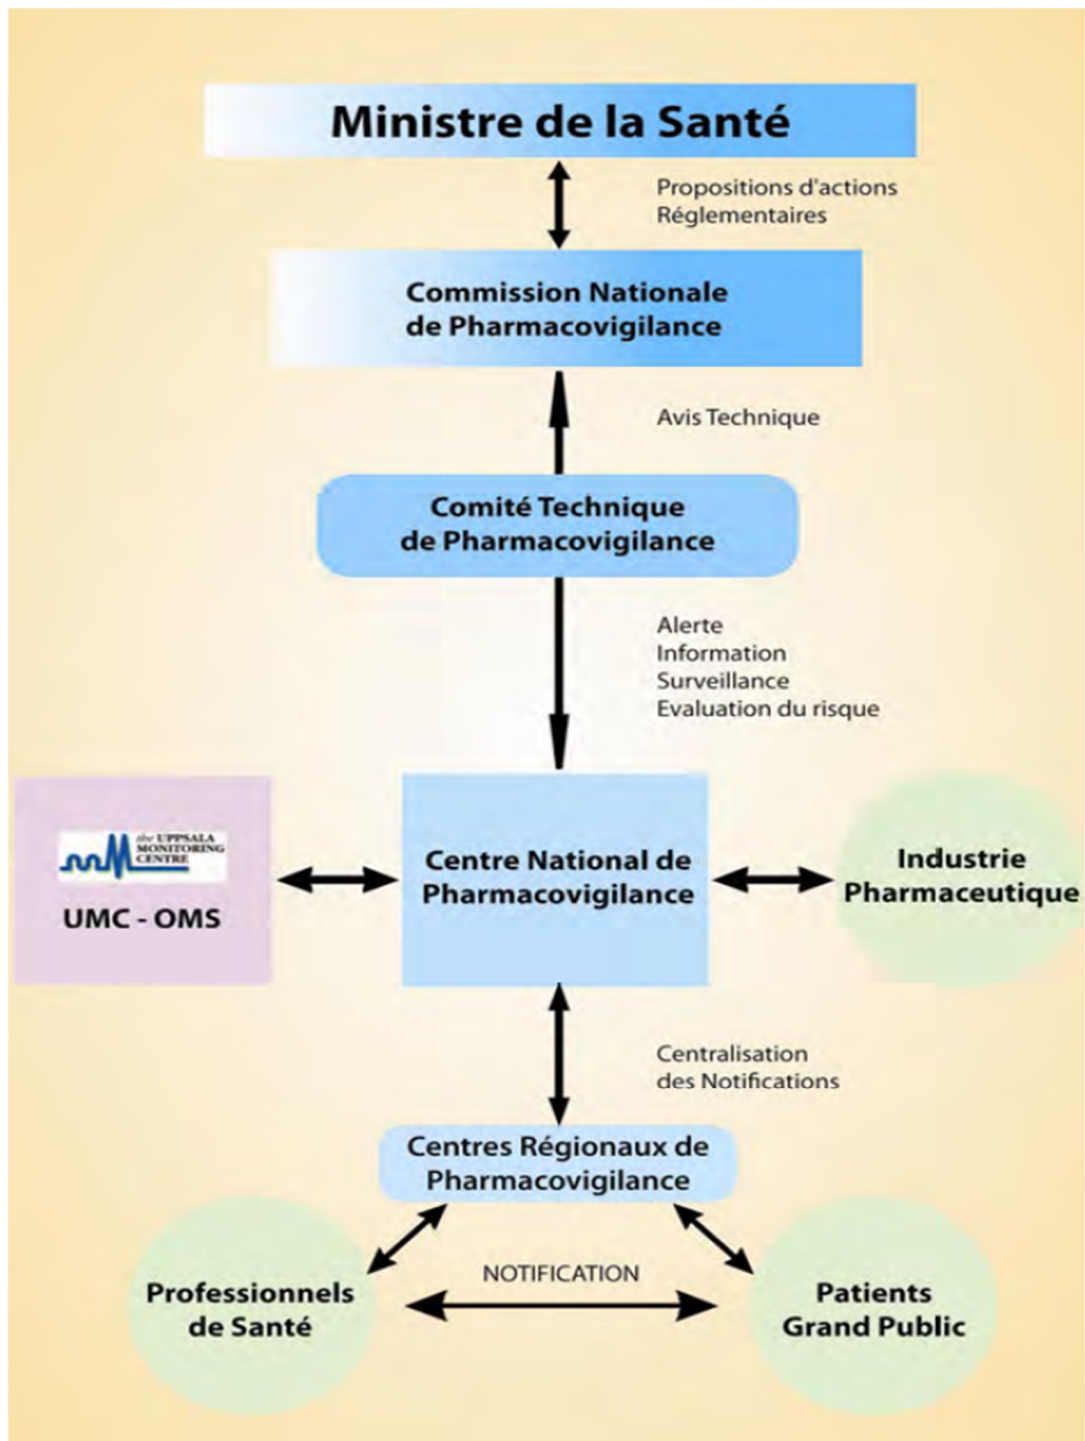 Ministre de la Santé
Propositions d'actions
Réglementaires
Commission Nationale
de Pharmacovigilance
Avis Technique
Comité Technique
de Pharmacovigilance
Alerte
Information
Surveillance
Evaluation du risque
the UPPSALA
MONITORING
CENTRE
UMC - OMS
Centre National de
Pharmacovigilance
Industrie
Pharmaceutique
Centralisation
des Notifications
Centres Régionaux de
Pharmacovigilance
NOTIFICATION
Professionnels
de Santé
Patients
Grand Public